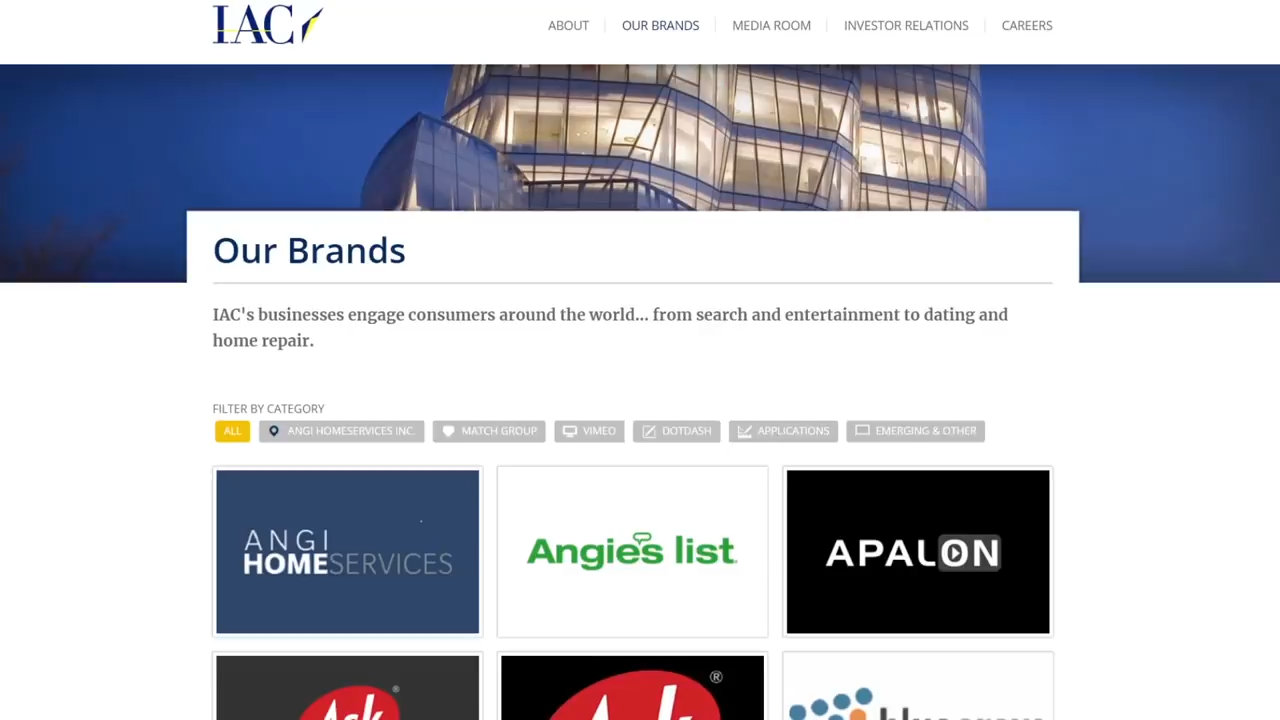 IAC
ABOUT
OUR BRANDS
MEDIA ROOM
INVESTOR RELATIONS
CAREERS
Our Brands
IAC's businesses engage consumers around the world... from search and entertainment to dating and
home repair.
FILTER BY CATEGORY
ALL
ANGI HOMESERVICES INC.
MATCH GROUP
VIMEO
DOTDASH
APPLICATIONS
EMERGING & OTHER
ANGI
HOMESERVICES
Angie's list
APALON
Ask
®
Ask
®